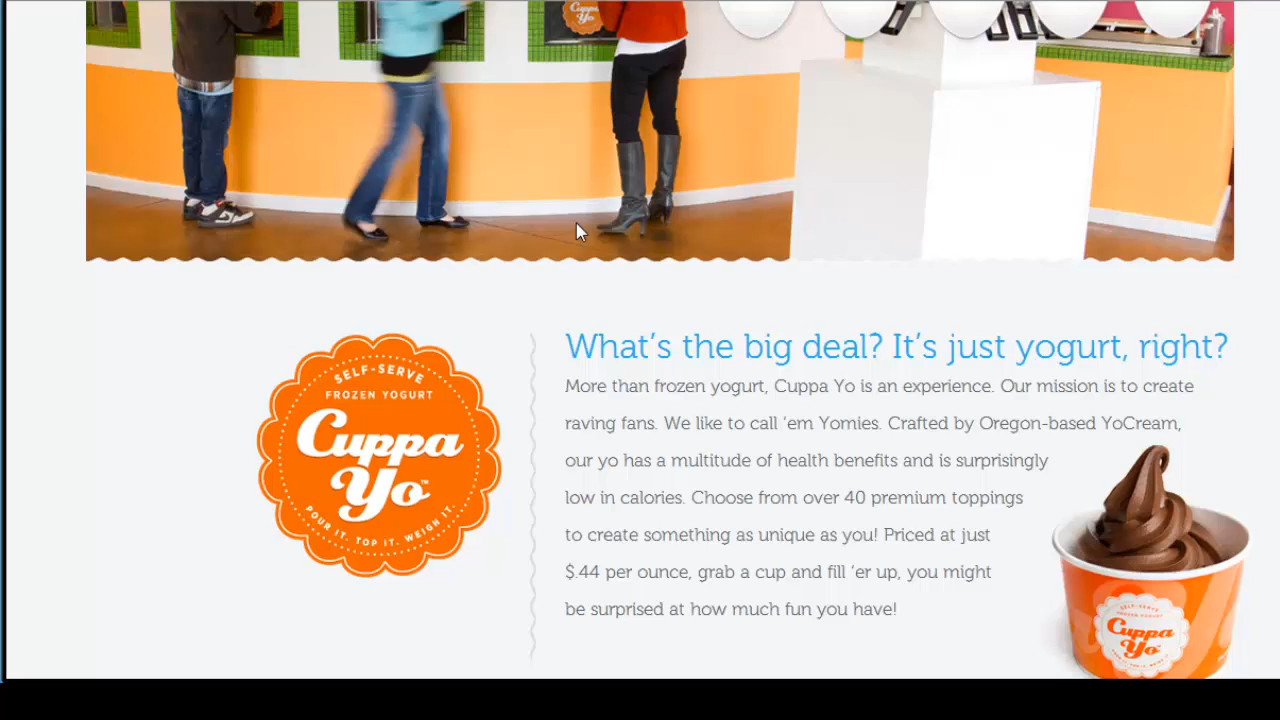 Cuppa
SELF-SERVE
FROZEN YOGURT
Cuppa
Yo™
POUR IT. TOP IT. WEIGH IT.
What's the big deal? It's just yogurt, right?
More than frozen yogurt, Cuppa Yo is an experience. Our mission is to create
raving fans. We like to call 'em Yomies. Crafted by Oregon-based YoCream,
our yo has a multitude of health benefits and is surprisingly
low in calories. Choose from over 40 premium toppings
to create something as unique as you! Priced at just
$.44 per ounce, grab a cup and fill 'er up, you might
be surprised at how much fun you have!
SELF-SERVE
FROZEN YOGURT
Cuppa
Yo